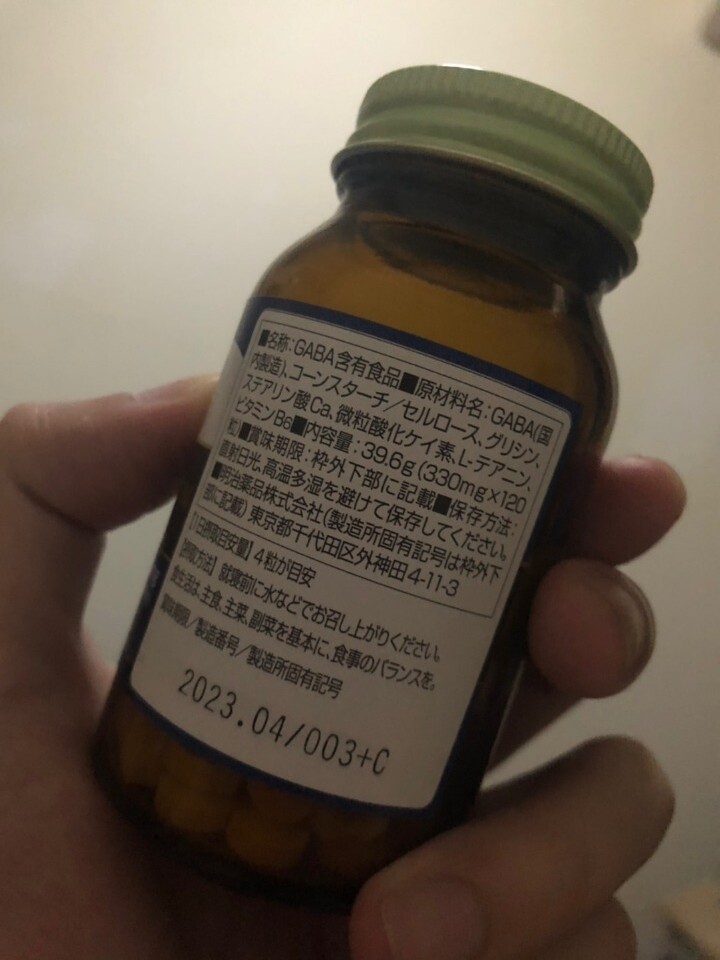 ■名称:GABA含有食品■原材料名:GABA(国
内製造)、コーンスターチ/セルロース、グリシン、
ステアリン酸Ca、微粒酸化ケイ素、L-テアニン、
ビタミンB6■内容量:39.6g(330mg×120
粒)■賞味期限:枠外下部に記載■保存方法:
直射日光、高温多湿を避けて保存してください。
■明治薬品株式会社(製造所固有記号は枠外下
部に記載) 東京都千代田区外神田4-11-3
【1日摂取目安量】4粒が目安
【摂取方法】就寝前に水などでお召し上がりください。
食生活は、主食、主菜、副菜を基本に、食事のバランスを。
賞味期限/製造番号/製造所固有記号
2023.04/003+C